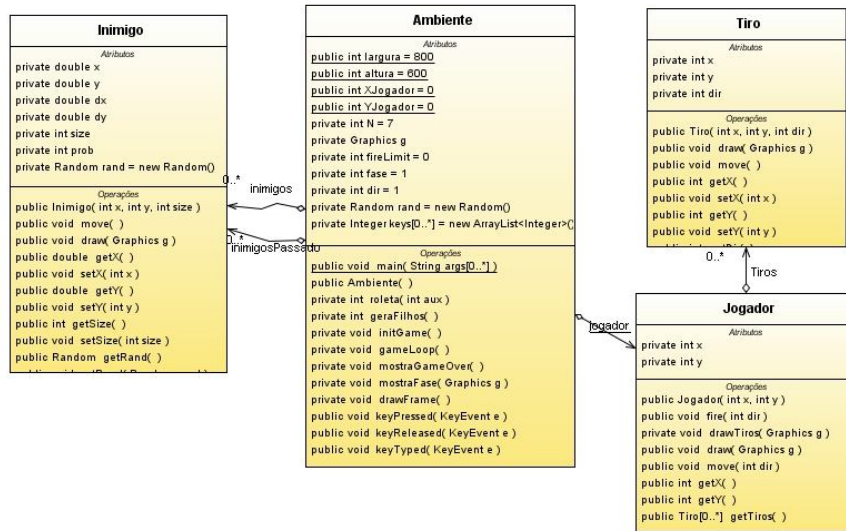 Inimigo
Atributos
private double x
private double y
private double dx
private double dy
private int size
private int prob
private Random rand = new Random()
Operações
public Inimigo( int x, int y, int size )
public void move( )
public void draw( Graphics g )
public double getX( )
public void setX( int x )
public double getY( )
public void setY( int y )
public int getSize( )
public void setSize( int size )
public Random getRand( )
0..*
inimigos
0..*
inimigosPassado
Ambiente
Atributos
public int largura = 800
public int altura = 600
public int XJogador = 0
public int YJogador = 0
private int N = 7
private Graphics g
private int fireLimit = 0
private int fase = 1
private int dir = 1
private Random rand = new Random()
private Integer keys[0..*] = new ArrayList<Integer>()
Operações
public void main( String args[0..*] )
public Ambiente( )
private int roleta( int aux )
private int geraFilhos( )
private void initGame( )
private void gameLoop( )
private void mostraGameOver( )
private void mostraFase( Graphics g )
private void drawFrame( )
public void keyPressed( KeyEvent e )
public void keyReleased( KeyEvent e )
public void keyTyped( KeyEvent e )
jogador
Tiro
Atributos
private int x
private int y
private int dir
Operações
public Tiro( int x, int y, int dir )
public void draw( Graphics g )
public void move( )
public int getX( )
public void setX( int x )
public int getY( )
public void setY( int y )
0..*
Tiros
Jogador
Atributos
private int x
private int y
Operações
public Jogador( int x, int y )
public void fire( int dir )
private void drawTiros( Graphics g )
public void draw( Graphics g )
public void move( int dir )
public int getX( )
public int getY( )
public Tiro[0..*] getTiros( )